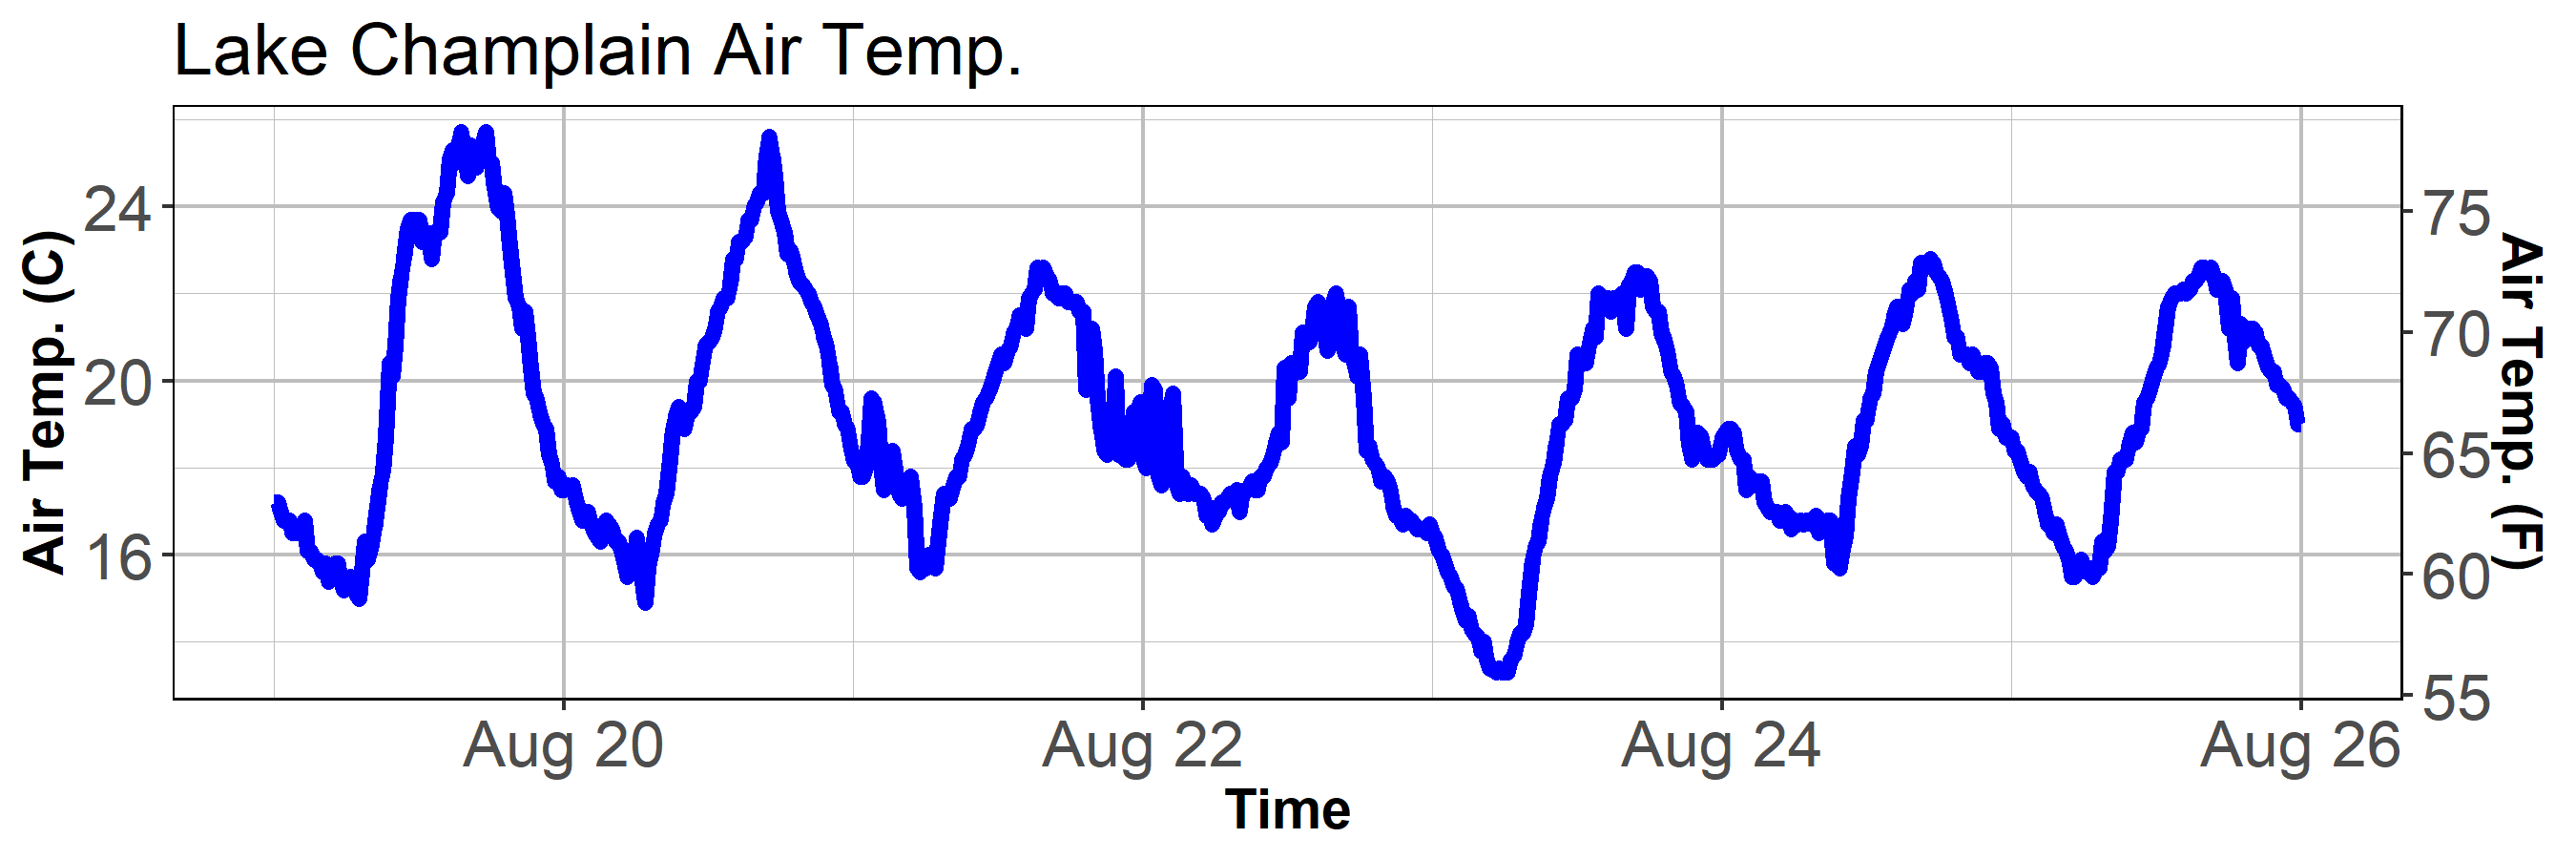 Lake Champlain Air Temp.
Air Temp. (C)
24
20
16
75
70
65
60
55
Air Temp. (F)
Aug 20
Aug 22
Aug 24
Aug 26
Time